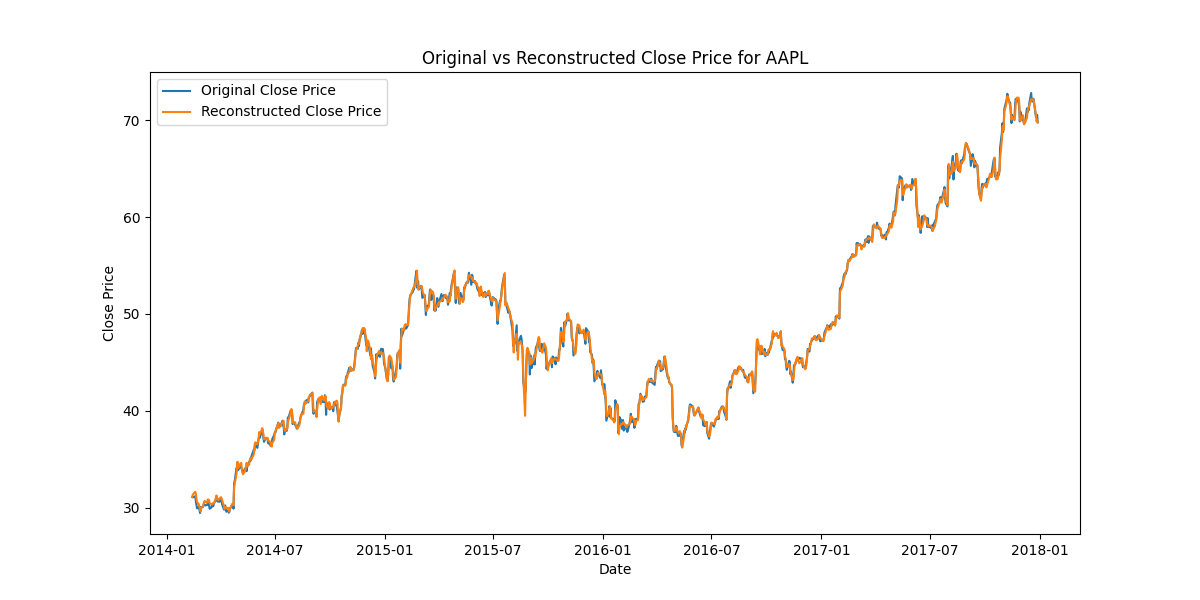 Original vs Reconstructed Close Price for AAPL
Original Close Price
Reconstructed Close Price
70
60
50
40
30
Close Price
2014-01 2014-07 2015-01 2015-07 2016-01 2016-07 2017-01 2017-07 2018-01
Date